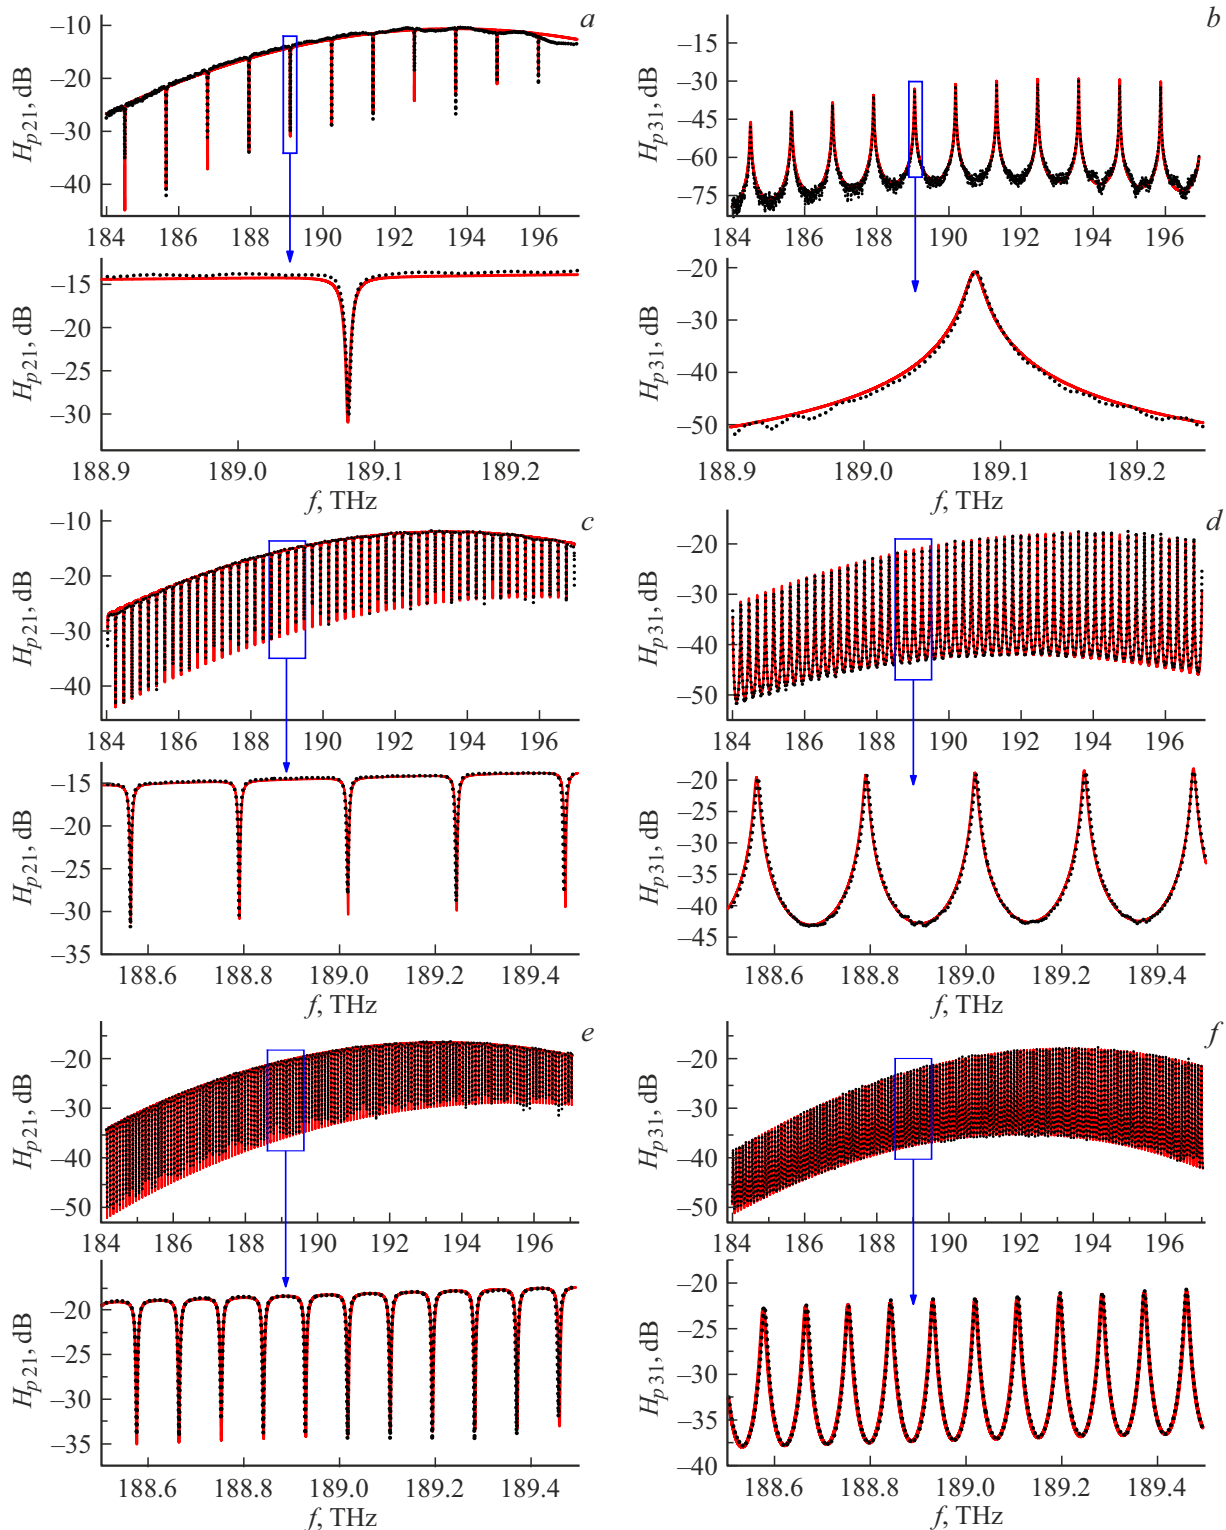 a
H_p21, dB
−10
−20
−30
−40
184 186 188 190 192 194 196
H_p21, dB
−15
−20
−25
−30
188.9 189.0 189.1 189.2
f, THz
b
H_p31, dB
−15
−30
−45
−60
−75
184 186 188 190 192 194 196
H_p31, dB
−20
−30
−40
−50
188.9 189.0 189.1 189.2
f, THz
c
H_p21, dB
−10
−20
−30
−40
184 186 188 190 192 194 196
H_p21, dB
−15
−20
−25
−30
−35
188.6 188.8 189.0 189.2 189.4
f, THz
d
H_p31, dB
−20
−30
−40
−50
184 186 188 190 192 194 196
H_p31, dB
−20
−25
−30
−35
−40
−45
188.6 188.8 189.0 189.2 189.4
f, THz
e
H_p21, dB
−20
−30
−40
−50
184 186 188 190 192 194 196
H_p21, dB
−20
−25
−30
−35
188.6 188.8 189.0 189.2 189.4
f, THz
f
H_p31, dB
−20
−30
−40
−50
184 186 188 190 192 194 196
H_p31, dB
−20
−25
−30
−35
−40
188.6 188.8 189.0 189.2 189.4
f, THz